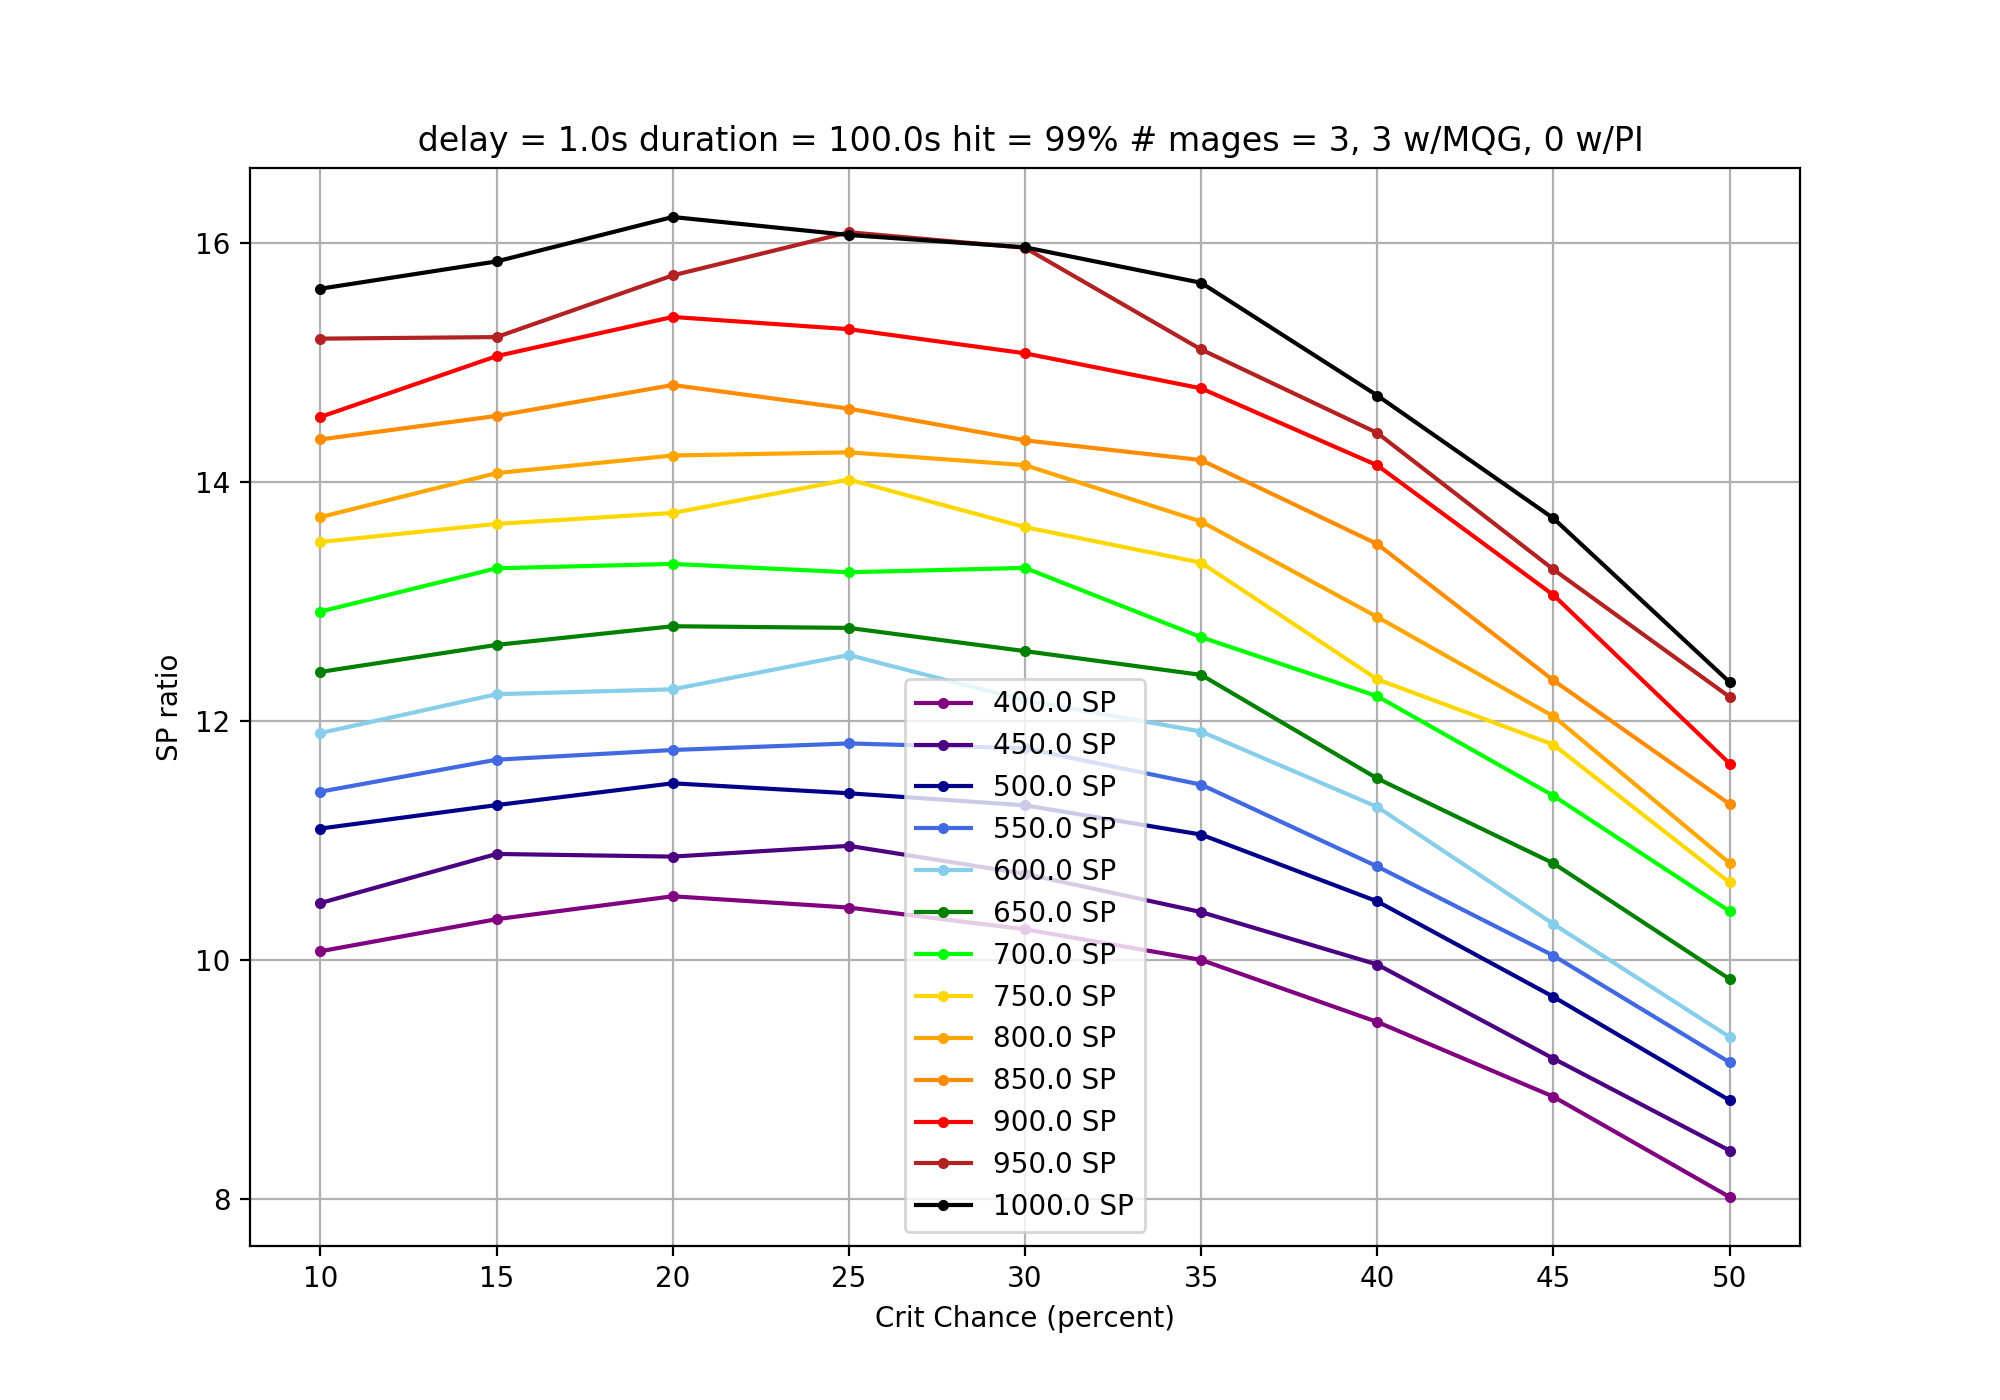 delay = 1.0s duration = 100.0s hit = 99% # mages = 3, 3 w/MQG, 0 w/PI
SP ratio
16
14
12
10
8
400.0 SP
450.0 SP
500.0 SP
550.0 SP
600.0 SP
650.0 SP
700.0 SP
750.0 SP
800.0 SP
850.0 SP
900.0 SP
950.0 SP
1000.0 SP
10 15 20 25 30 35 40 45 50
Crit Chance (percent)